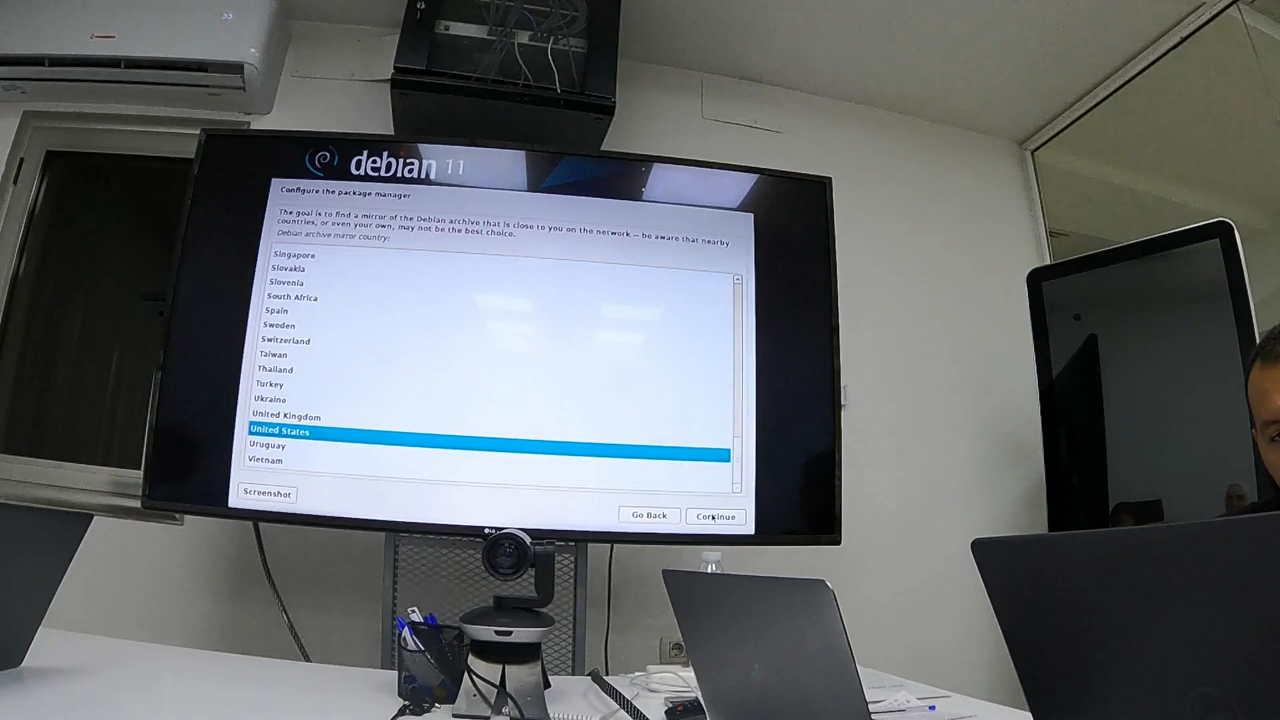 debian 11
Configure the package manager
The goal is to find a mirror of the Debian archive that is close to you on the network — be aware that nearby
countries, or even your own, may not be the best choice.
Debian archive mirror country:
Singapore
Slovakia
Slovenia
South Africa
Spain
Sweden
Switzerland
Taiwan
Thailand
Turkey
Ukraine
United Kingdom
United States
Uruguay
Vietnam
Screenshot
Go Back
Continue
LG